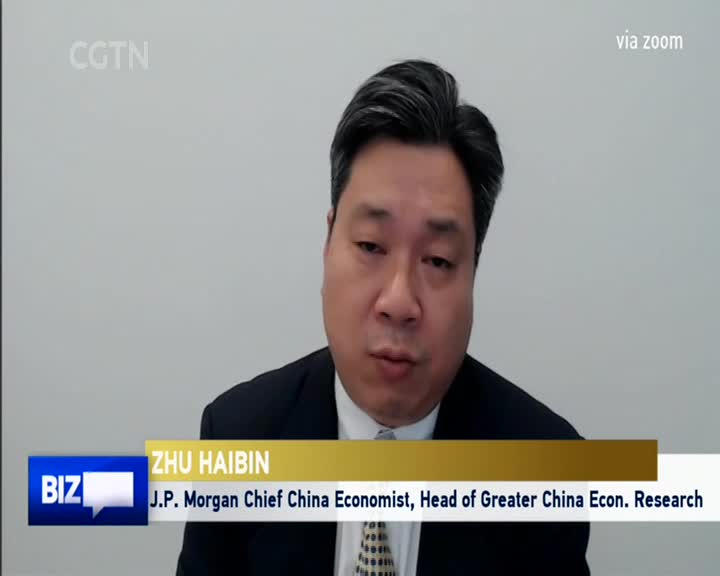 CGTN
via zoom
ZHU HAIBIN
BIZ
J.P. Morgan Chief China Economist, Head of Greater China Econ. Research